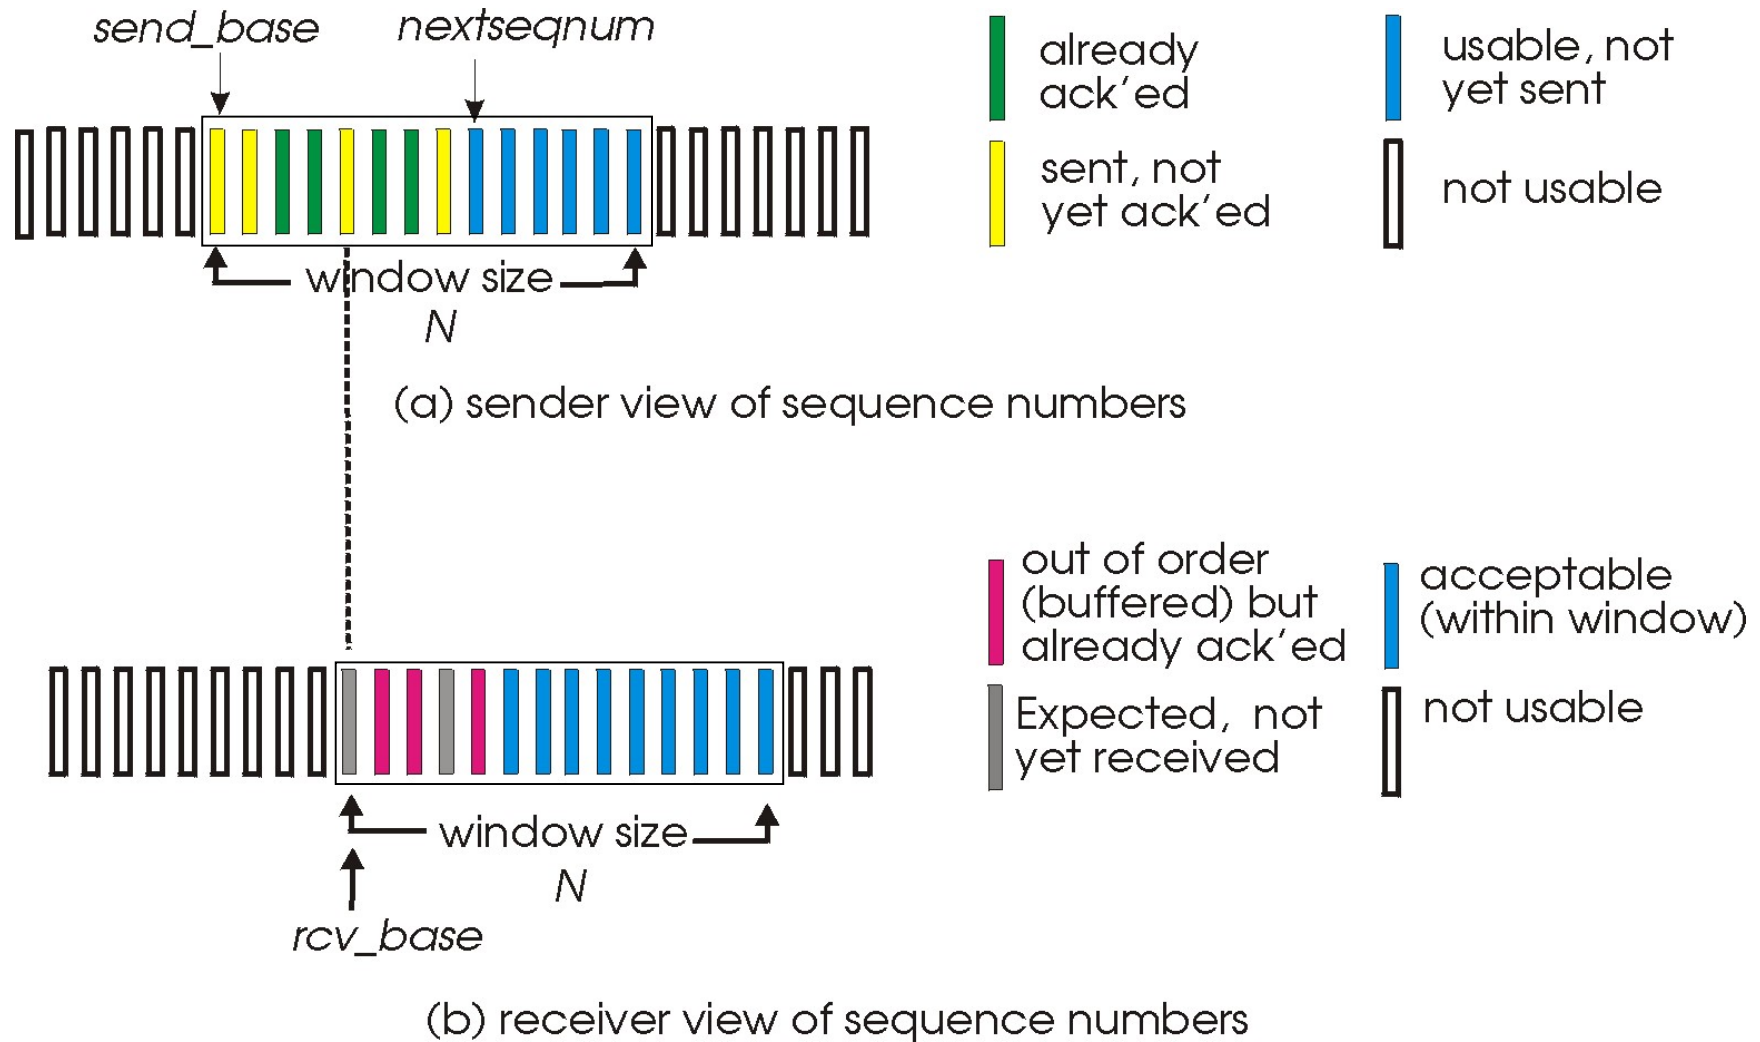 send_base
nextseqnum
already
ack'ed
usable, not
yet sent
sent, not
yet ack'ed
not usable
window size
N
(a) sender view of sequence numbers
out of order
(buffered) but
already ack'ed
acceptable
(within window)
Expected, not
yet received
not usable
window size
N
rcv_base
(b) receiver view of sequence numbers